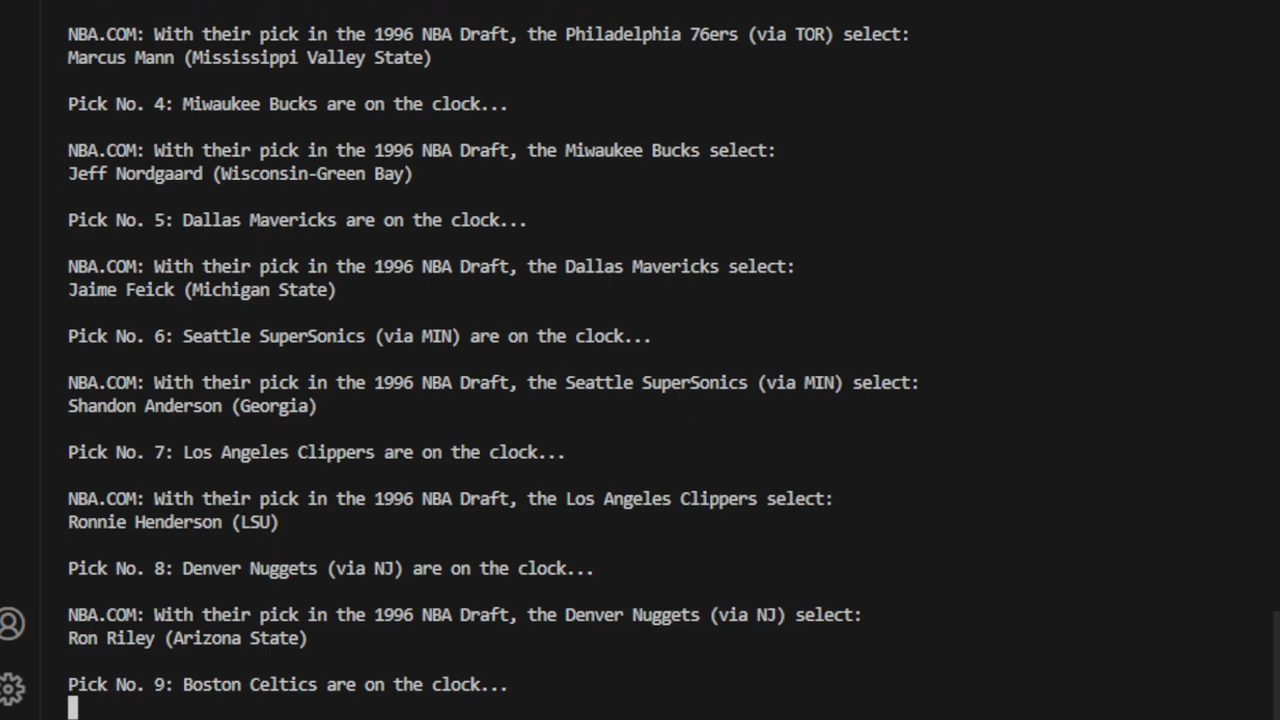 NBA.COM: With their pick in the 1996 NBA Draft, the Philadelphia 76ers (via TOR) select:
Marcus Mann (Mississippi Valley State)
Pick No. 4: Miwaukee Bucks are on the clock...
NBA.COM: With their pick in the 1996 NBA Draft, the Miwaukee Bucks select:
Jeff Nordgaard (Wisconsin-Green Bay)
Pick No. 5: Dallas Mavericks are on the clock...
NBA.COM: With their pick in the 1996 NBA Draft, the Dallas Mavericks select:
Jaime Feick (Michigan State)
Pick No. 6: Seattle SuperSonics (via MIN) are on the clock...
NBA.COM: With their pick in the 1996 NBA Draft, the Seattle SuperSonics (via MIN) select:
Shandon Anderson (Georgia)
Pick No. 7: Los Angeles Clippers are on the clock...
NBA.COM: With their pick in the 1996 NBA Draft, the Los Angeles Clippers select:
Ronnie Henderson (LSU)
Pick No. 8: Denver Nuggets (via NJ) are on the clock...
NBA.COM: With their pick in the 1996 NBA Draft, the Denver Nuggets (via NJ) select:
Ron Riley (Arizona State)
Pick No. 9: Boston Celtics are on the clock...